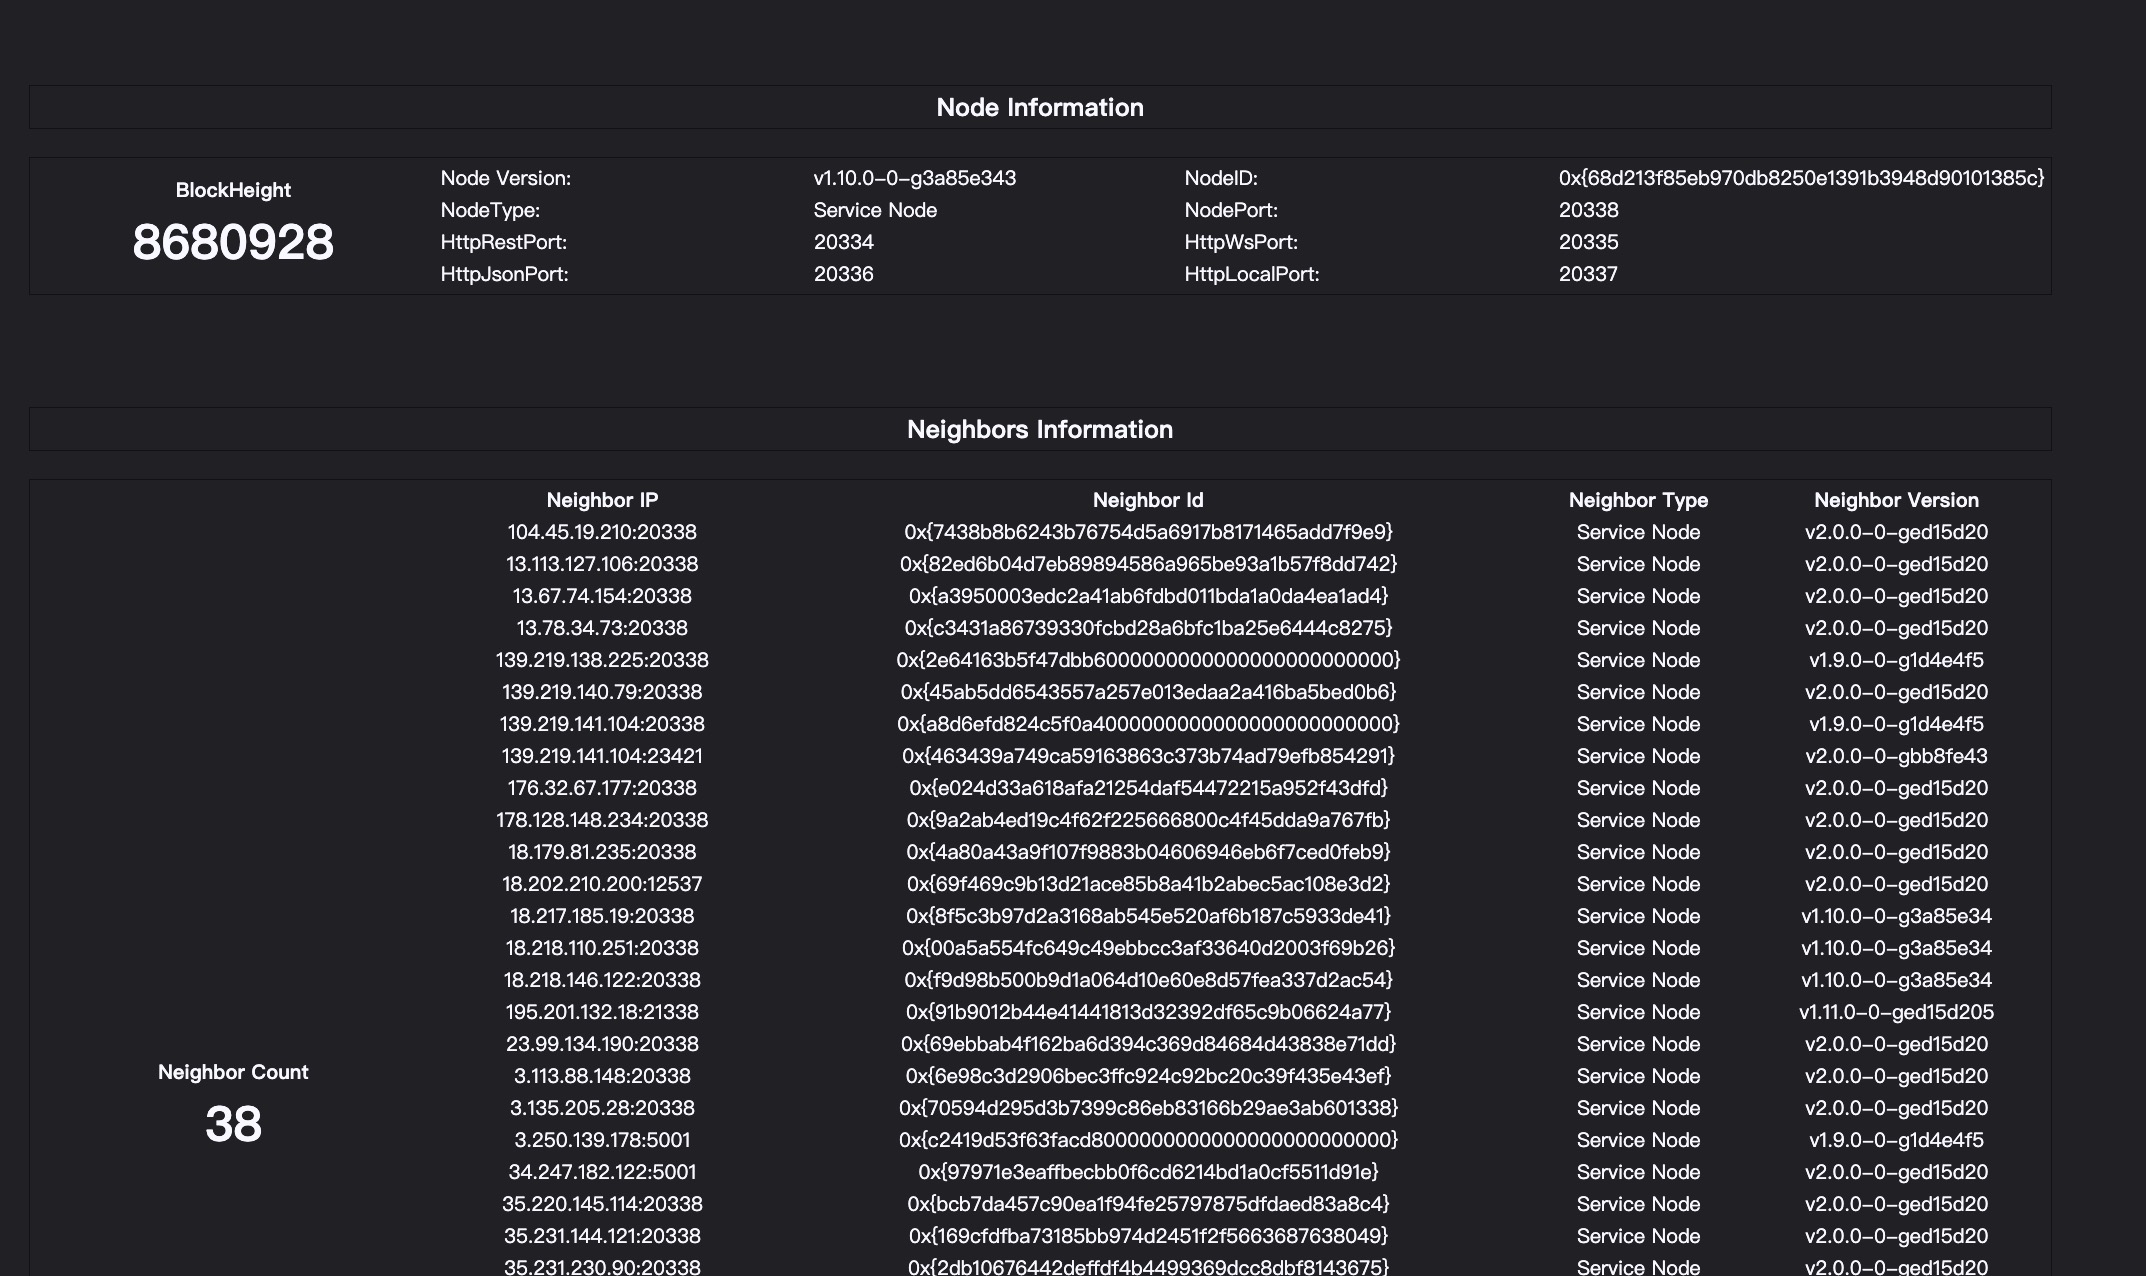 Node Information
BlockHeight
8680928
Node Version: v1.10.0-0-g3a85e343 NodeID: 0x{68d213f85eb970db8250e1391b3948d90101385c}
NodeType: Service Node NodePort: 20338
HttpRestPort: 20334 HttpWsPort: 20335
HttpJsonPort: 20336 HttpLocalPort: 20337
Neighbors Information
Neighbor Count
38
Neighbor IP Neighbor Id Neighbor Type Neighbor Version
104.45.19.210:20338 0x{7438b8b6243b76754d5a6917b8171465add7f9e9} Service Node v2.0.0-0-ged15d20
13.113.127.106:20338 0x{82ed6b04d7eb89894586a965be93a1b57f8dd742} Service Node v2.0.0-0-ged15d20
13.67.74.154:20338 0x{a3950003edc2a41ab6fdbd011bda1a0da4ea1ad4} Service Node v2.0.0-0-ged15d20
13.78.34.73:20338 0x{c3431a86739330fcbd28a6bfc1ba25e6444c8275} Service Node v2.0.0-0-ged15d20
139.219.138.225:20338 0x{2e64163b5f47dbb6000000000000000000000000} Service Node v1.9.0-0-g1d4e4f5
139.219.140.79:20338 0x{45ab5dd6543557a257e013edaa2a416ba5bed0b6} Service Node v2.0.0-0-ged15d20
139.219.141.104:20338 0x{a8d6efd824c5f0a4000000000000000000000000} Service Node v1.9.0-0-g1d4e4f5
139.219.141.104:23421 0x{463439a749ca59163863c373b74ad79efb854291} Service Node v2.0.0-0-gbb8fe43
176.32.67.177:20338 0x{e024d33a618afa21254daf54472215a952f43dfd} Service Node v2.0.0-0-ged15d20
178.128.148.234:20338 0x{9a2ab4ed19c4f62f225666800c4f45dda9a767fb} Service Node v2.0.0-0-ged15d20
18.179.81.235:20338 0x{4a80a43a9f107f9883b04606946eb6f7ced0feb9} Service Node v2.0.0-0-ged15d20
18.202.210.200:12537 0x{69f469c9b13d21ace85b8a41b2abec5ac108e3d2} Service Node v2.0.0-0-ged15d20
18.217.185.19:20338 0x{8f5c3b97d2a3168ab545e520af6b187c5933de41} Service Node v1.10.0-0-g3a85e34
18.218.110.251:20338 0x{00a5a554fc649c49ebbcc3af33640d2003f69b26} Service Node v1.10.0-0-g3a85e34
18.218.146.122:20338 0x{f9d98b500b9d1a064d10e60e8d57fea337d2ac54} Service Node v1.10.0-0-g3a85e34
195.201.132.18:21338 0x{91b9012b44e41441813d32392df65c9b06624a77} Service Node v1.11.0-0-ged15d205
23.99.134.190:20338 0x{69ebbab4f162ba6d394c369d84684d43838e71dd} Service Node v2.0.0-0-ged15d20
3.113.88.148:20338 0x{6e98c3d2906bec3ffc924c92bc20c39f435e43ef} Service Node v2.0.0-0-ged15d20
3.135.205.28:20338 0x{70594d295d3b7399c86eb83166b29ae3ab601338} Service Node v2.0.0-0-ged15d20
3.250.139.178:5001 0x{c2419d53f63facd8000000000000000000000000} Service Node v1.9.0-0-g1d4e4f5
34.247.182.122:5001 0x{97971e3eaffbecbb0f6cd6214bd1a0cf5511d91e} Service Node v2.0.0-0-ged15d20
35.220.145.114:20338 0x{bcb7da457c90ea1f94fe25797875dfdaed83a8c4} Service Node v2.0.0-0-ged15d20
35.231.144.121:20338 0x{169cfdfba73185bb974d2451f2f5663687638049} Service Node v2.0.0-0-ged15d20
35.231.230.90:20338 0x{2db10676442deffdf4b4499369dcc8dbf8143675} Service Node v2.0.0-0-ged15d20